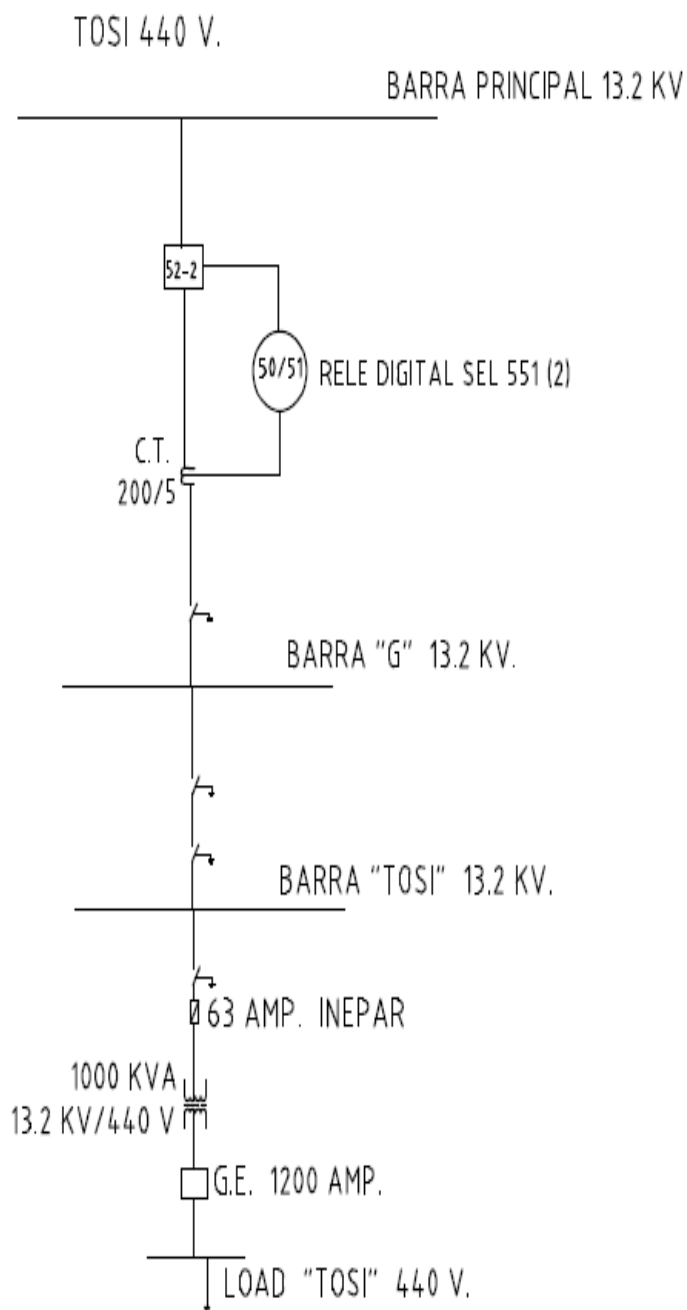 TOSI 440 V.
BARRA PRINCIPAL 13.2 KV
52-2
50/51
RELE DIGITAL SEL 551 (2)
C.T.
200/5
BARRA "G" 13.2 KV.
BARRA "TOSI" 13.2 KV.
63 AMP. INEPAR
1000 KVA
13.2 KV/440 V
G.E. 1200 AMP.
LOAD "TOSI" 440 V.